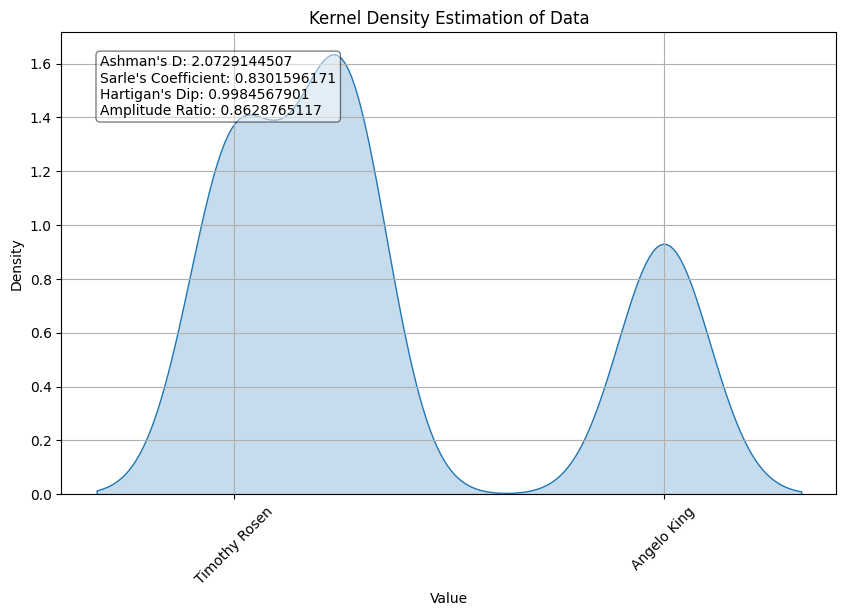 Kernel Density Estimation of Data
Ashman's D: 2.0729144507
Sarle's Coefficient: 0.8301596171
Hartigan's Dip: 0.9984567901
Amplitude Ratio: 0.8628765117
1.6
1.4
1.2
1.0
0.8
0.6
0.4
0.2
0.0
Density
Timothy Rosen
Angelo King
Value